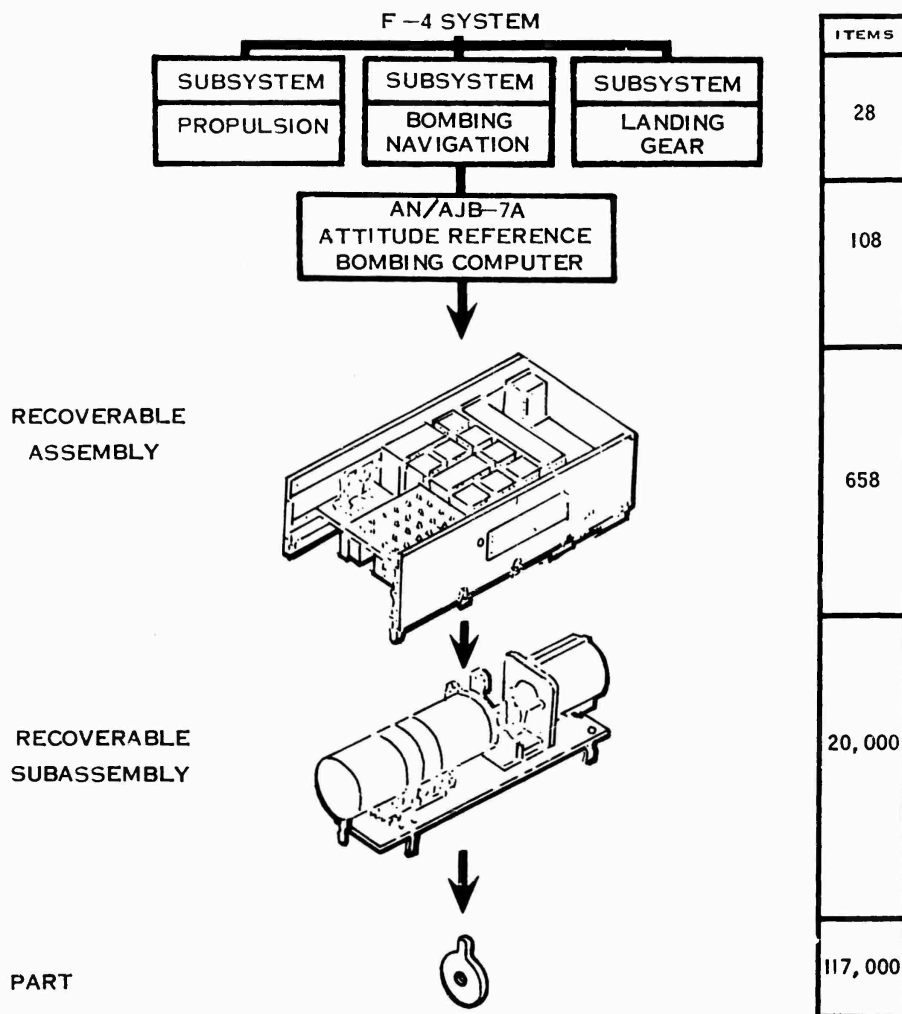 F-4 SYSTEM
SUBSYSTEM
PROPULSION
SUBSYSTEM
BOMBING
NAVIGATION
SUBSYSTEM
LANDING
GEAR
AN/AJB-7A
ATTITUDE REFERENCE
BOMBING COMPUTER
RECOVERABLE
ASSEMBLY
RECOVERABLE
SUBASSEMBLY
PART
ITEMS
28
108
658
20,000
117,000